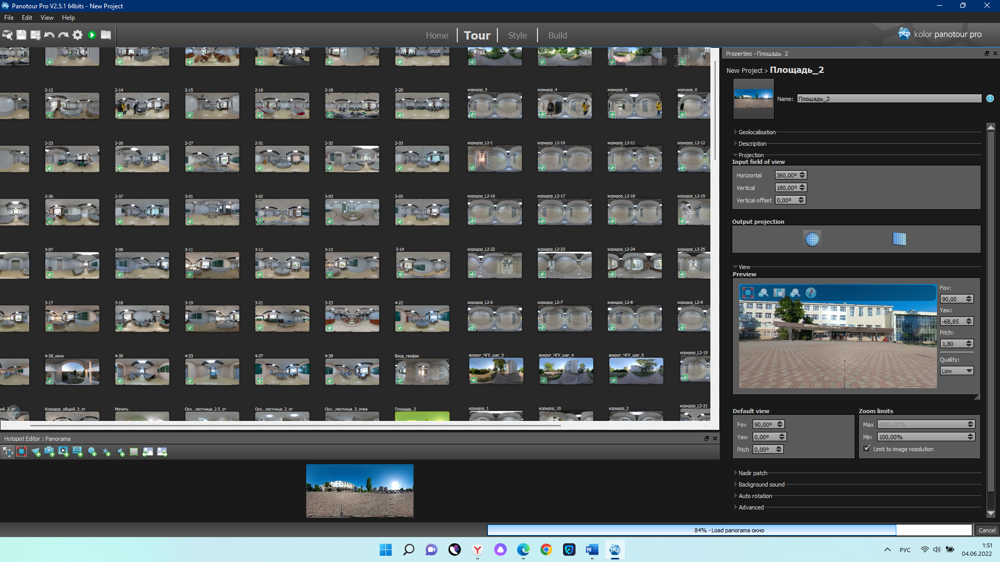 Panotour Pro V2.5.1 64bits - New Project
File Edit View Help
Home Tour Style Build
kolor panotour pro
Properties - Площадь_2
New Project > Площадь_2
Name: Площадь_2
Geolocalisation
Description
Projection
Input field of view
Horizontal 360,00º
Vertical 180,00º
Vertical offset 0,00º
Output projection
View
Preview
Fov:
90,00
Yaw:
-68,85
Pitch:
1,80
Quality:
Low
Default view
Fov 90,00º
Yaw 0,00º
Pitch 0,00º
Zoom limits
Max 4000,00%
Min 100,00%
Limit to image resolution
Nadir patch
Background sound
Auto rotation
Advanced
2-12 2-14 2-15 2-16 2-18 2-20 коридор_3 коридор_4 коридор_5 коридор_6
2-23 2-26 2-27 2-31 2-32 2-33 коридор_L2-1 коридор_L2-10 коридор_L2-11 коридор_L2-12
2-36 2-37 3-01 3-02 3-03 3-05 коридор_L2-16 коридор_L2-17 коридор_L2-18 коридор_L2-19
3-07 3-08 3-11 3-12 3-13 3-14 коридор_L2-22 коридор_L2-23 коридор_L2-24 коридор_L2-25
3-17 3-18 3-19 3-21 3-23 4-22 коридор_L2-6 коридор_L2-7 коридор_L2-8 коридор_L2-9
4-28_окно 4-30 4-33 4-37 4-39 Вход_геофак вокруг_ЧГУ_шаг_3 вокруг_ЧГУ_шаг_4 вокруг_ЧГУ_шаг_5 коридор_L2-15
ий_2_эт Коридор_общий_3_эт Мечеть Осн._лестница_2.5_эт Осн._лестница_2_эт Осн._лестница_3_этаж Площадь_2 коридор_1 коридор_10 коридор_2 коридор_L2-21
Hotspot Editor : Panorama
84% - Load panorama окно
Cancel
РУС
1:51
04.06.2022